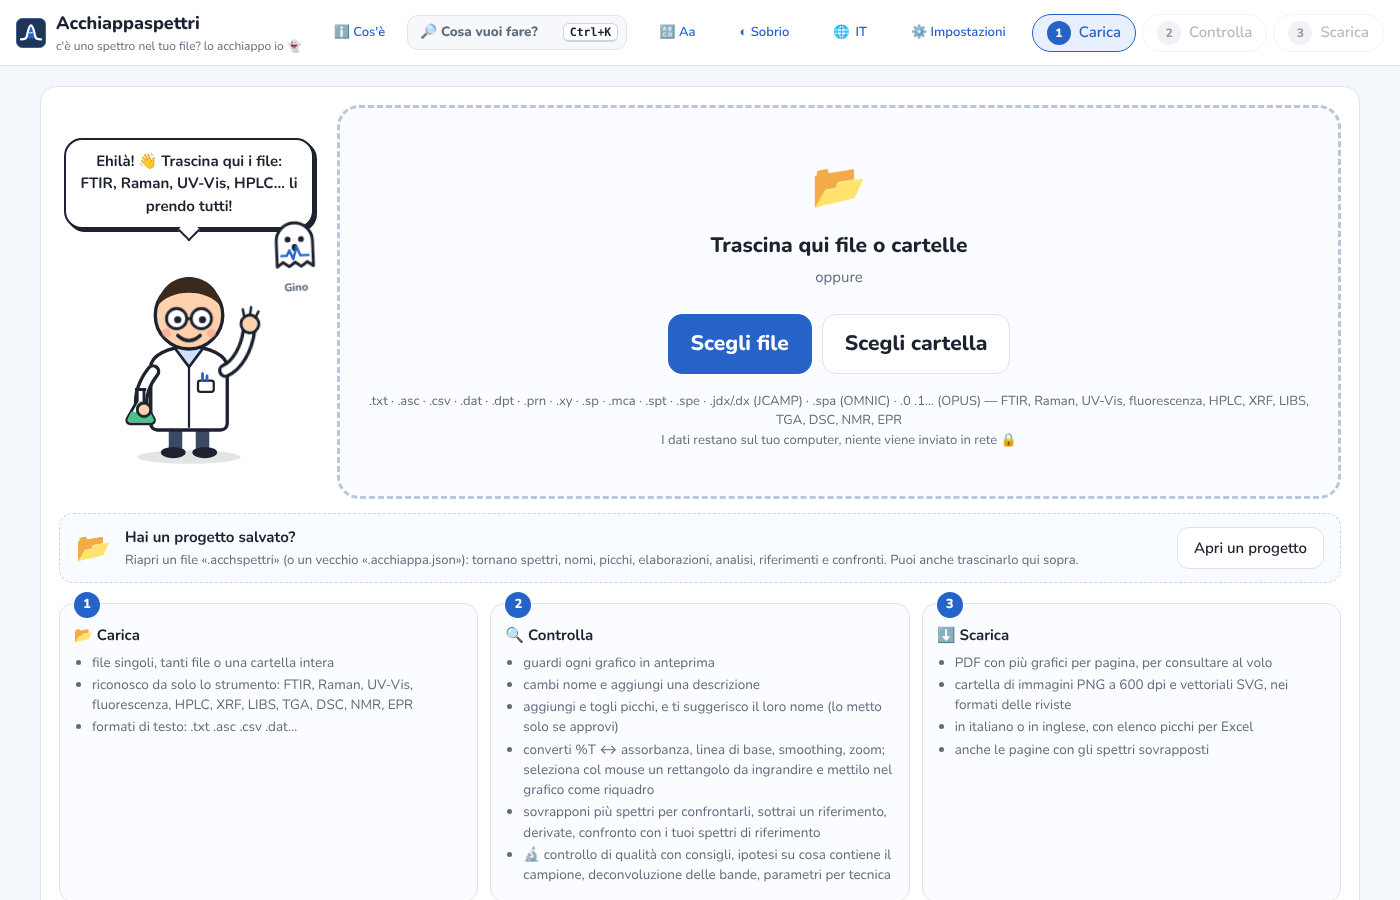 Acchiappaspettri
c'è uno spettro nel tuo file? lo acchiappo io 👻
ℹ️ Cos'è
🔎 Cosa vuoi fare? Ctrl+K
🔠 Aa
Sobrio
🌐 IT
⚙️ Impostazioni
1 Carica
2 Controlla
3 Scarica
Ehilà! 👋 Trascina qui i file:
FTIR, Raman, UV-Vis, HPLC... li
prendo tutti!
Gino
Trascina qui file o cartelle
oppure
Scegli file
Scegli cartella
.txt · .asc · .csv · .dat · .dpt · .prn · .xy · .sp · .mca · .spt · .spe · .jdx/.dx (JCAMP) · .spa (OMNIC) · .0 .1... (OPUS) — FTIR, Raman, UV-Vis, fluorescenza, HPLC, XRF, LIBS,
TGA, DSC, NMR, EPR
I dati restano sul tuo computer, niente viene inviato in rete 🔒
Hai un progetto salvato?
Riapri un file «.acchspettri» (o un vecchio «.acchiappa.json»): tornano spettri, nomi, picchi, elaborazioni, analisi, riferimenti e confronti. Puoi anche trascinarlo qui sopra.
Apri un progetto
1
📂 Carica
• file singoli, tanti file o una cartella intera
• riconosco da solo lo strumento: FTIR, Raman, UV-Vis,
fluorescenza, HPLC, XRF, LIBS, TGA, DSC, NMR, EPR
• formati di testo: .txt .asc .csv .dat...
2
🔍 Controlla
• guardi ogni grafico in anteprima
• cambi nome e aggiungi una descrizione
• aggiungi e togli picchi, e ti suggerisco il loro nome (lo metto
solo se approvi)
• converti %T ↔ assorbanza, linea di base, smoothing, zoom;
seleziona col mouse un rettangolo da ingrandire e mettilo nel
grafico come riquadro
• sovrapponi più spettri per confrontarli, sottrai un riferimento,
derivate, confronto con i tuoi spettri di riferimento
• 🔬 controllo di qualità con consigli, ipotesi su cosa contiene il
campione, deconvoluzione delle bande, parametri per tecnica
3
⬇️ Scarica
• PDF con più grafici per pagina, per consultare al volo
• cartella di immagini PNG a 600 dpi e vettoriali SVG, nei
formati delle riviste
• in italiano o in inglese, con elenco picchi per Excel
• anche le pagine con gli spettri sovrapposti